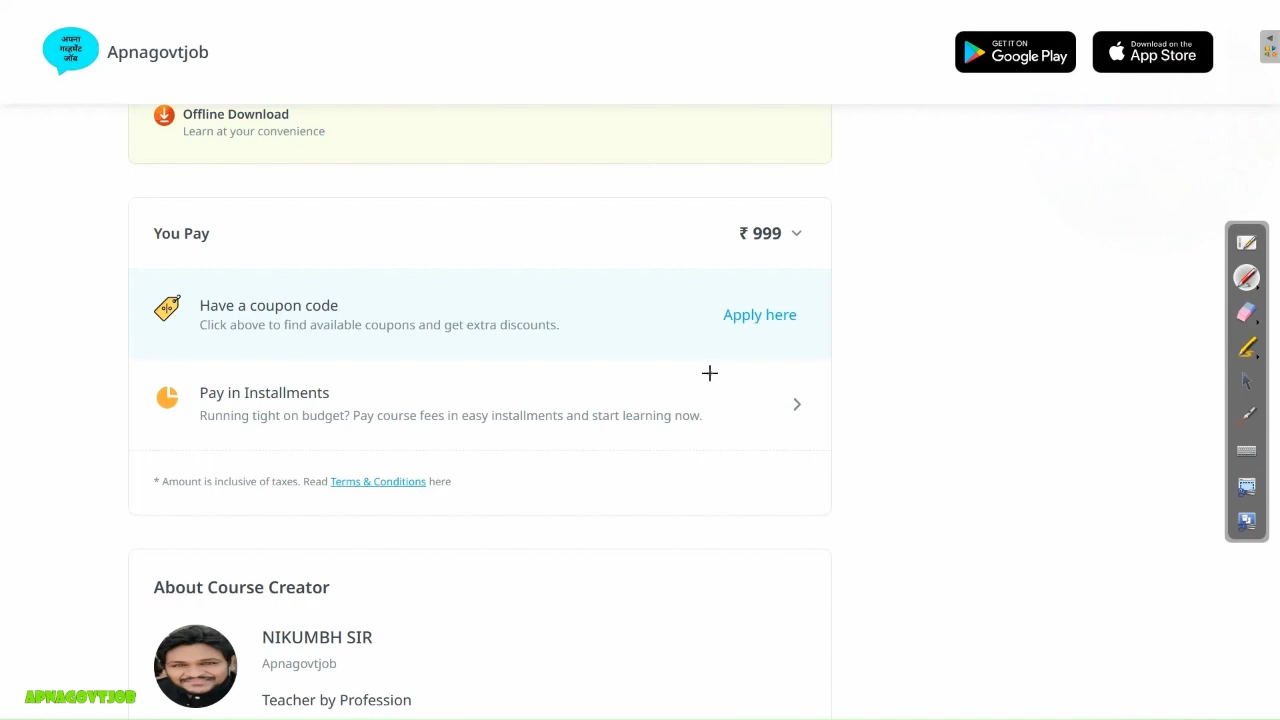 अपना
गव्हमेंट
जॉब
Apnagovtjob
GET IT ON
Google Play
Download on the
App Store
Offline Download
Learn at your convenience
You Pay
₹ 999
Have a coupon code
Click above to find available coupons and get extra discounts.
Apply here
Pay in Installments
Running tight on budget? Pay course fees in easy installments and start learning now.
* Amount is inclusive of taxes. Read Terms & Conditions here
About Course Creator
NIKUMBH SIR
Apnagovtjob
Teacher by Profession
APNAGOVTJOB